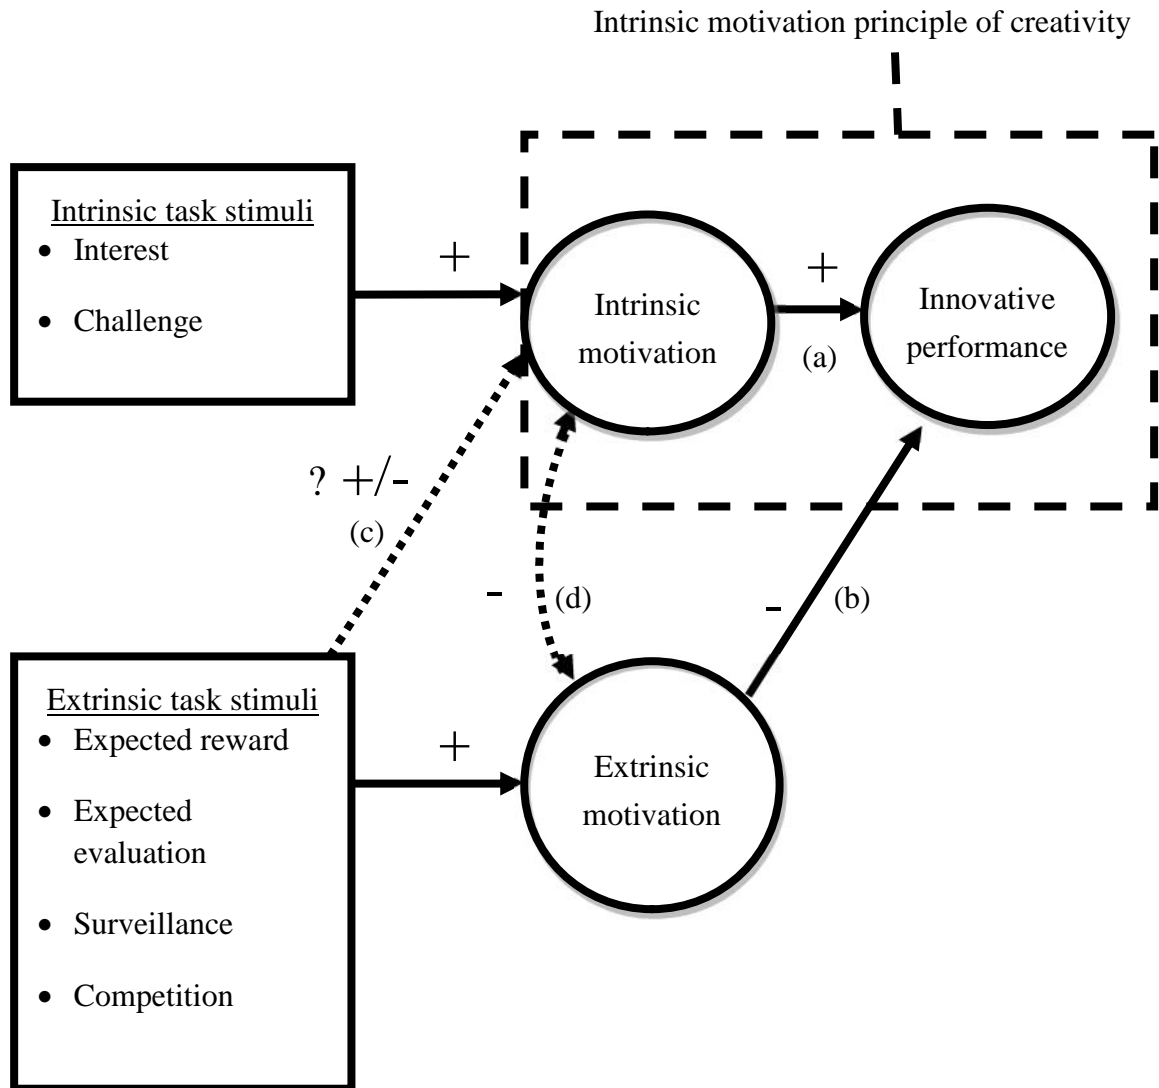 Intrinsic motivation principle of creativity
Intrinsic task stimuli
• Interest
• Challenge
+
Intrinsic
motivation
+
(a)
Innovative
performance
? +/-
(c)
-
(d)
-
(b)
Extrinsic task stimuli
• Expected reward
• Expected
evaluation
• Surveillance
• Competition
+
Extrinsic
motivation